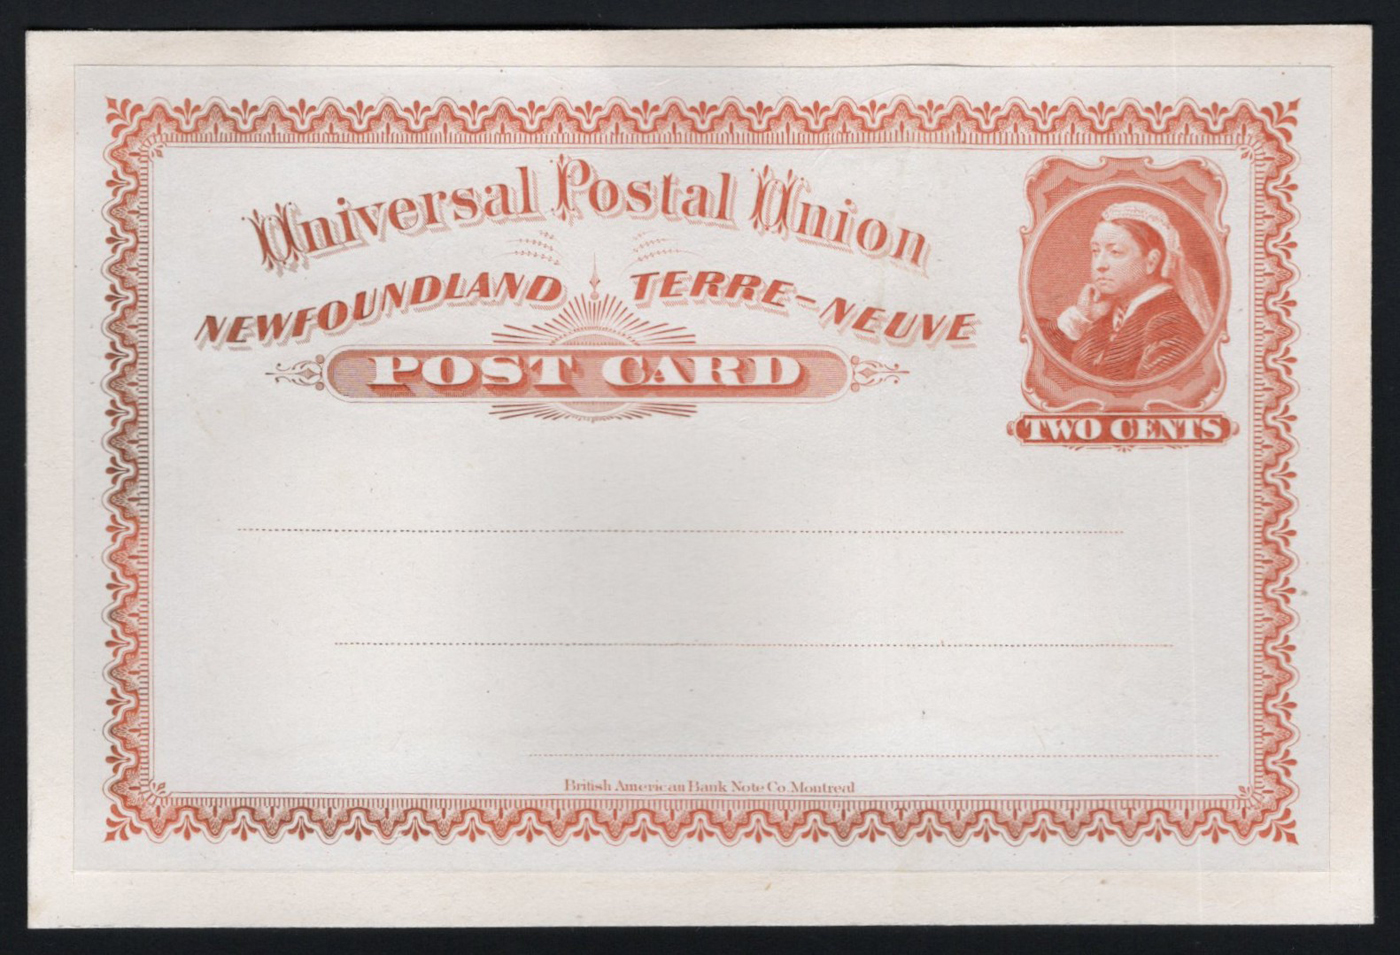 Universal Postal Union
NEWFOUNDLAND TERRE-NEUVE
POST CARD
TWO CENTS
British American Bank Note Co. Montreal